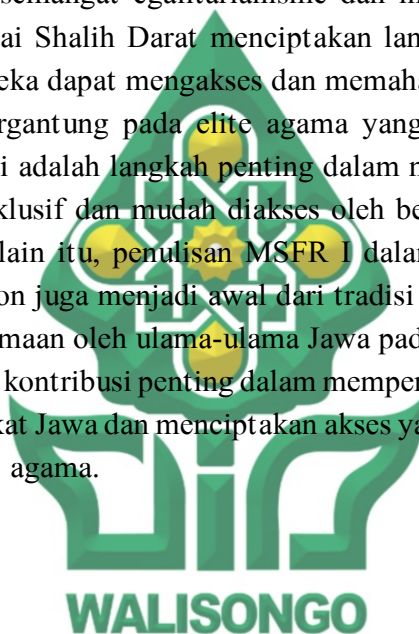 semangat egalitarianisme dan
ai Shalih Darat menciptakan lan
eka dapat mengakses dan memaha
rgantung pada elite agama yang
i adalah langkah penting dalam
klusif dan mudah diakses oleh be
lain itu, penulisan MSFR I dalam
on juga menjadi awal dari tradisi
maan oleh ulama-ulama Jawa pad
kontribusi penting dalam memper
kat Jawa dan menciptakan akses ya
agama.
WALISONGO